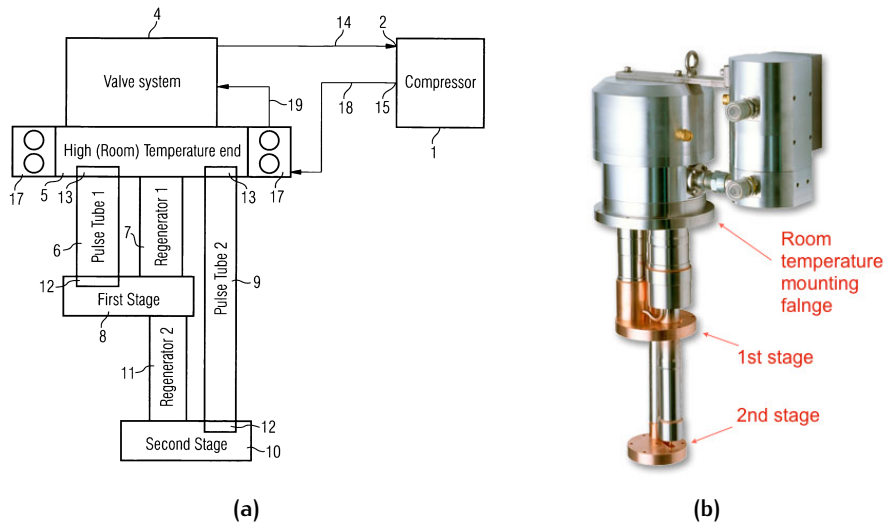 4
14
2
Valve system
Compressor
19
18
15
1
High (Room) Temperature end
17
5
13
13
17
Pulse Tube 1
Regenerator 1
Pulse Tube 2
6
7
9
12
First Stage
8
Regenerator 2
11
12
Second Stage
10
(a)
Room
temperature
mounting
falnge
1st stage
2nd stage
(b)